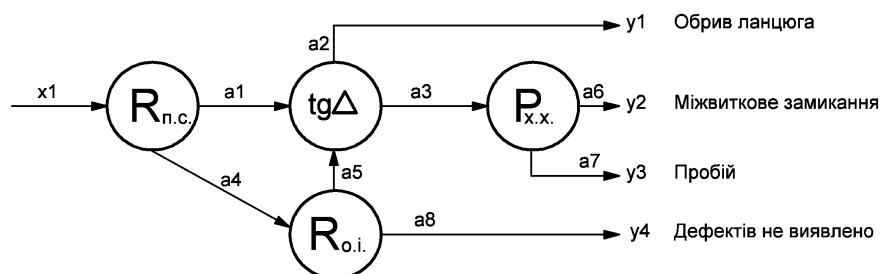 a2
y1 Обрив ланцюга
x1
Rп.с.
a1
tg△
a3
Pх.х.
a6
y2 Міжвиткове замикання
a4
a5
a7
y3 Пробій
Rо.і.
a8
y4 Дефектів не виявлено